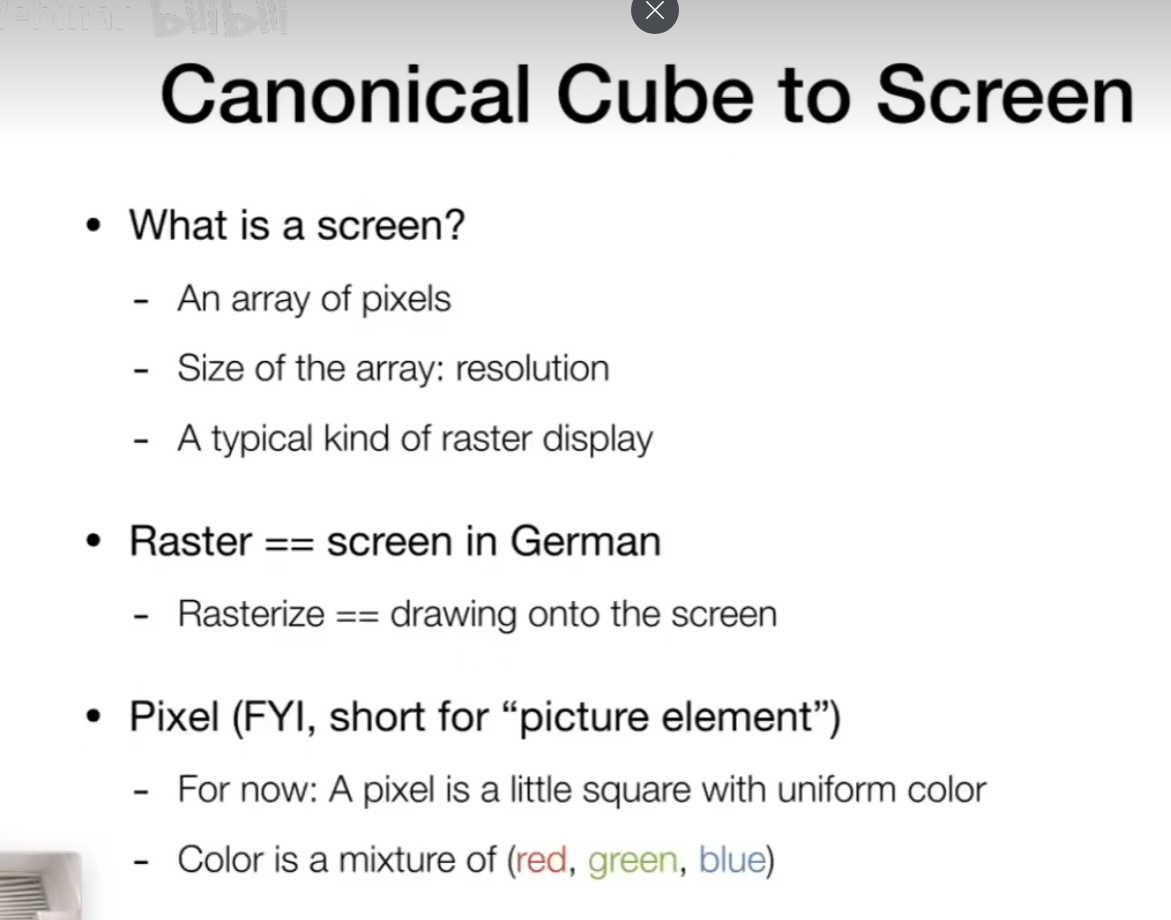 Webinar bilibili
Canonical Cube to Screen
• What is a screen?
- An array of pixels
- Size of the array: resolution
- A typical kind of raster display
• Raster == screen in German
- Rasterize == drawing onto the screen
• Pixel (FYI, short for “picture element”)
- For now: A pixel is a little square with uniform color
- Color is a mixture of (red, green, blue)